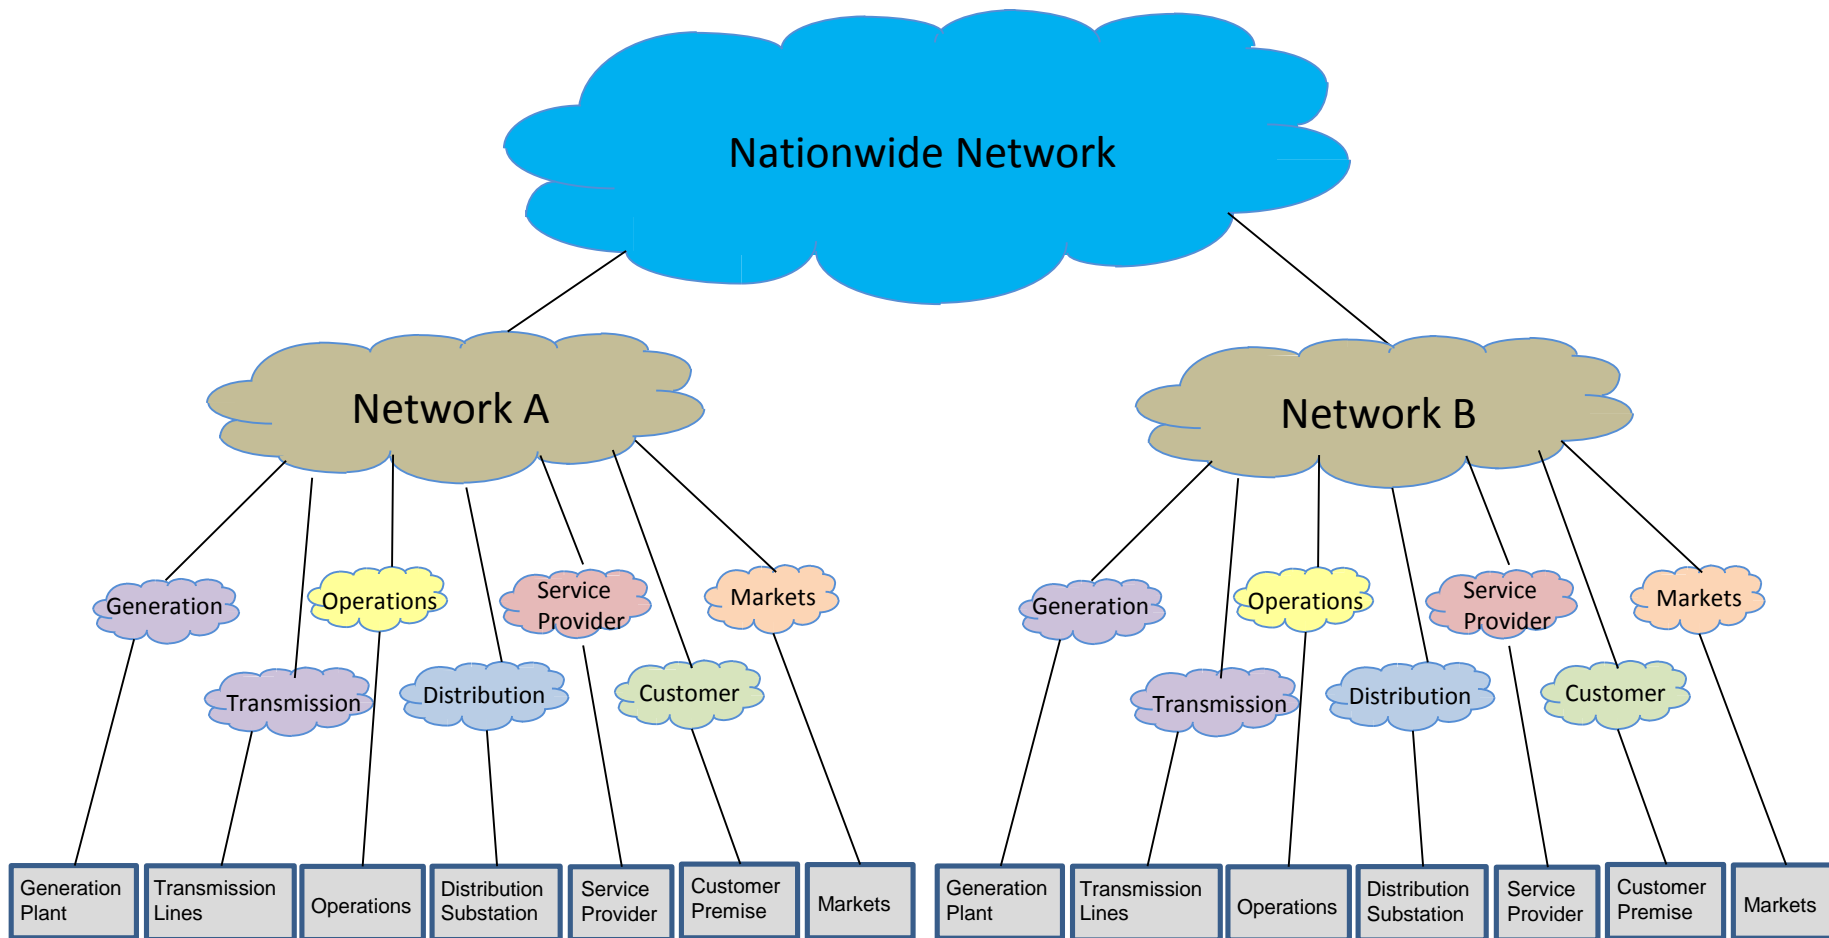 Nationwide Network
Network A
Network B
Generation
Operations
Service
Provider
Markets
Transmission
Distribution
Customer
Generation
Operations
Service
Provider
Markets
Transmission
Distribution
Customer
Generation
Plant
Transmission
Lines
Operations
Distribution
Substation
Service
Provider
Customer
Premise
Markets
Generation
Plant
Transmission
Lines
Operations
Distribution
Substation
Service
Provider
Customer
Premise
Markets